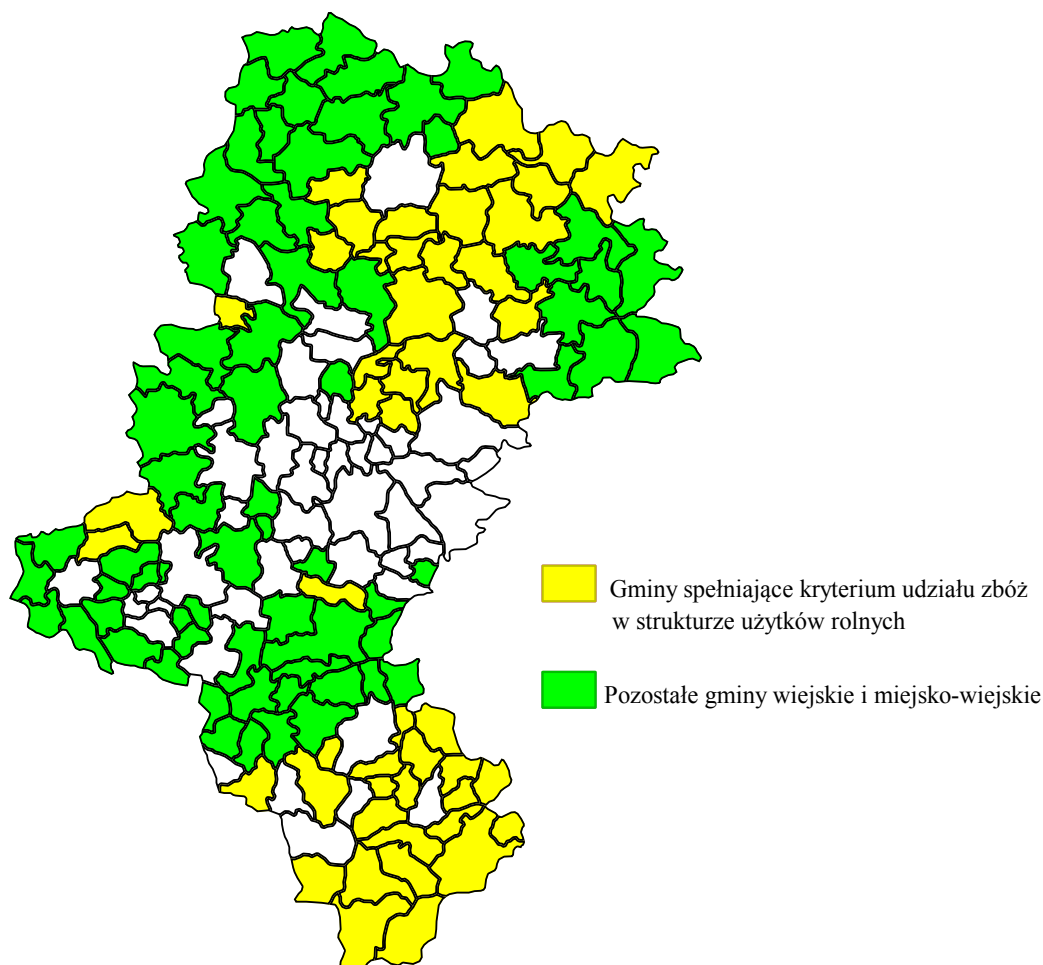 Gminy spełniające kryterium udziału zbóż
w strukturze użytków rolnych
Pozostałe gminy wiejskie i miejsko-wiejskie